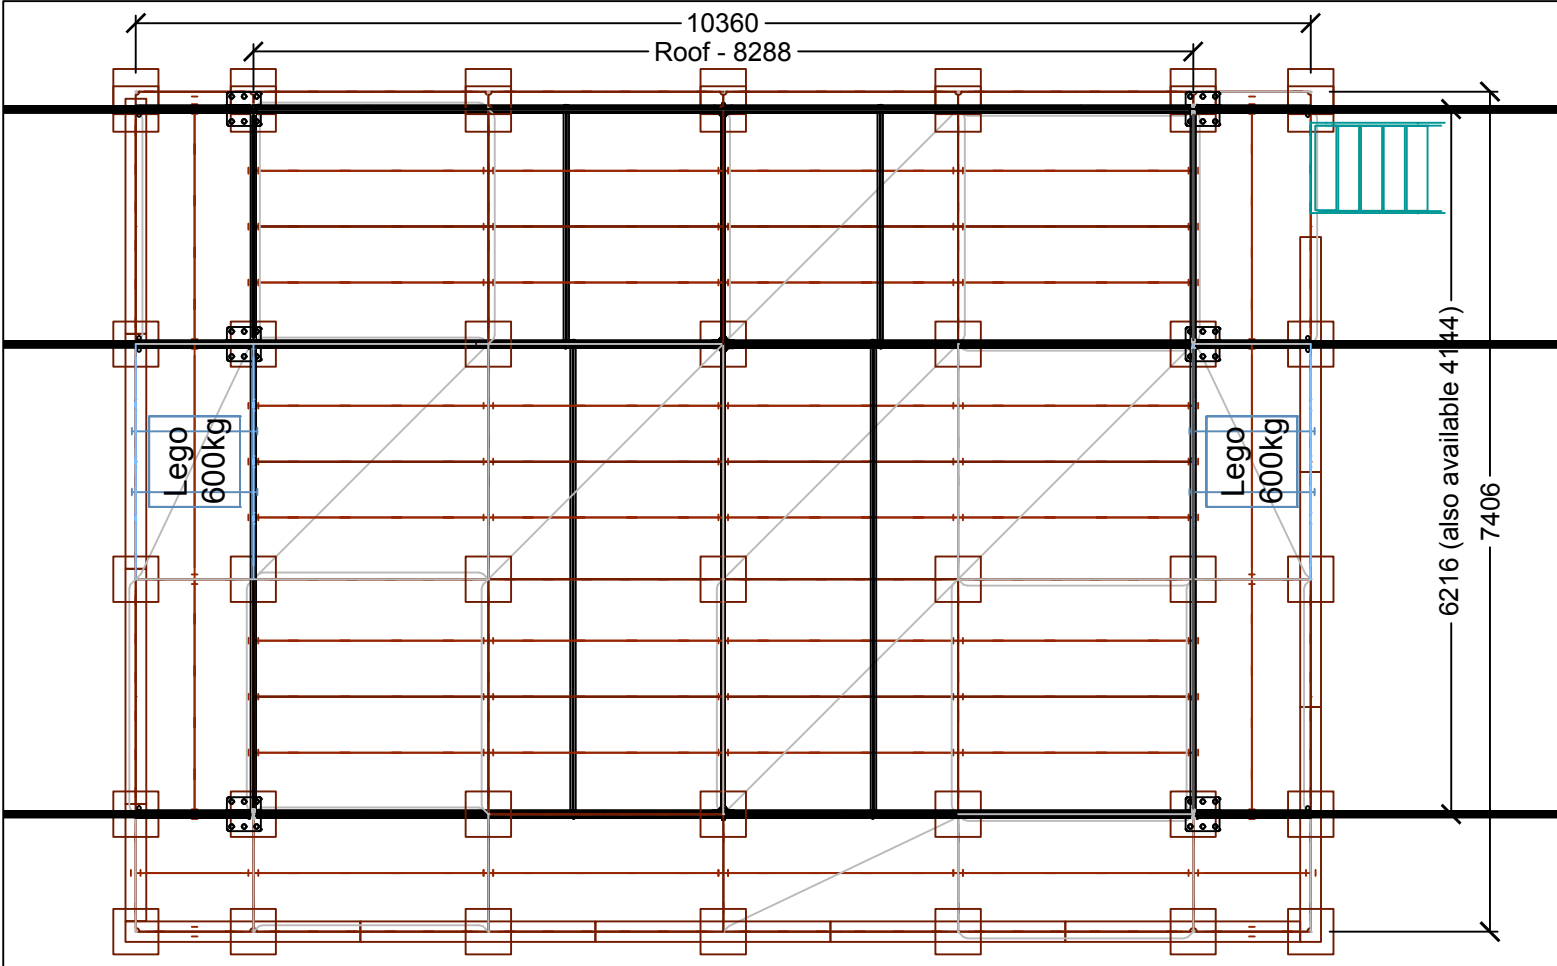 10360
Roof - 8288
Lego
600kg
Lego
600kg
6216 (also available 4144)
7406